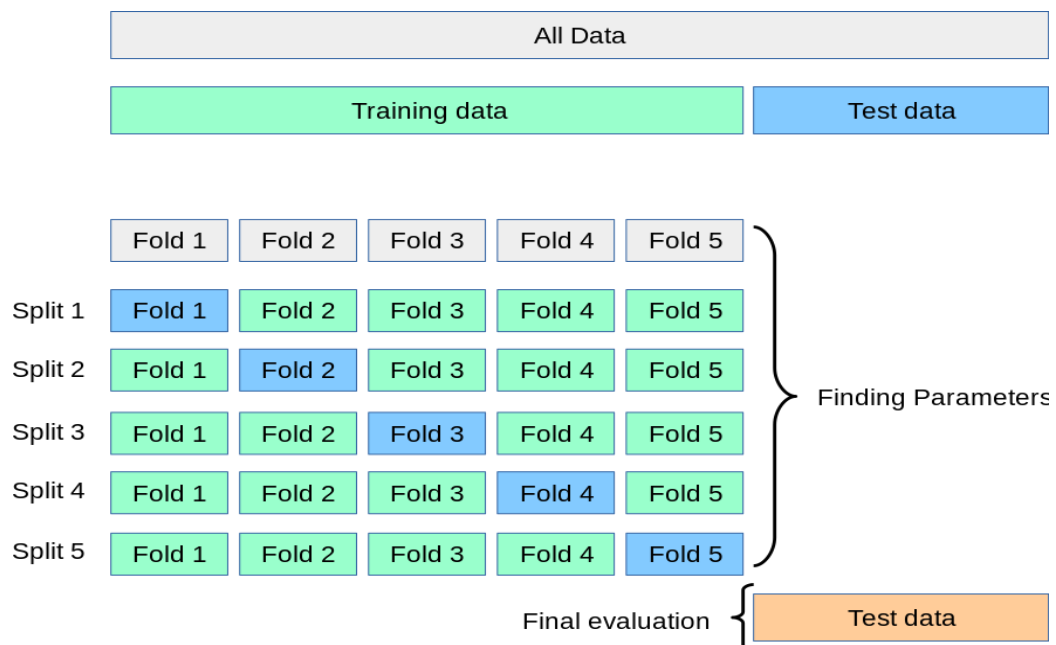 All Data
Training data Test data
Fold 1 Fold 2 Fold 3 Fold 4 Fold 5
Split 1 Fold 1 Fold 2 Fold 3 Fold 4 Fold 5
Split 2 Fold 1 Fold 2 Fold 3 Fold 4 Fold 5
Finding Parameters
Split 3 Fold 1 Fold 2 Fold 3 Fold 4 Fold 5
Split 4 Fold 1 Fold 2 Fold 3 Fold 4 Fold 5
Split 5 Fold 1 Fold 2 Fold 3 Fold 4 Fold 5
Final evaluation Test data